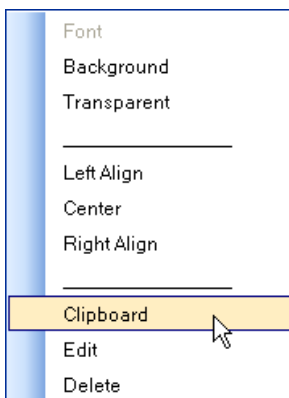 Font
Background
Transparent
Left Align
Center
Right Align
Clipboard
Edit
Delete